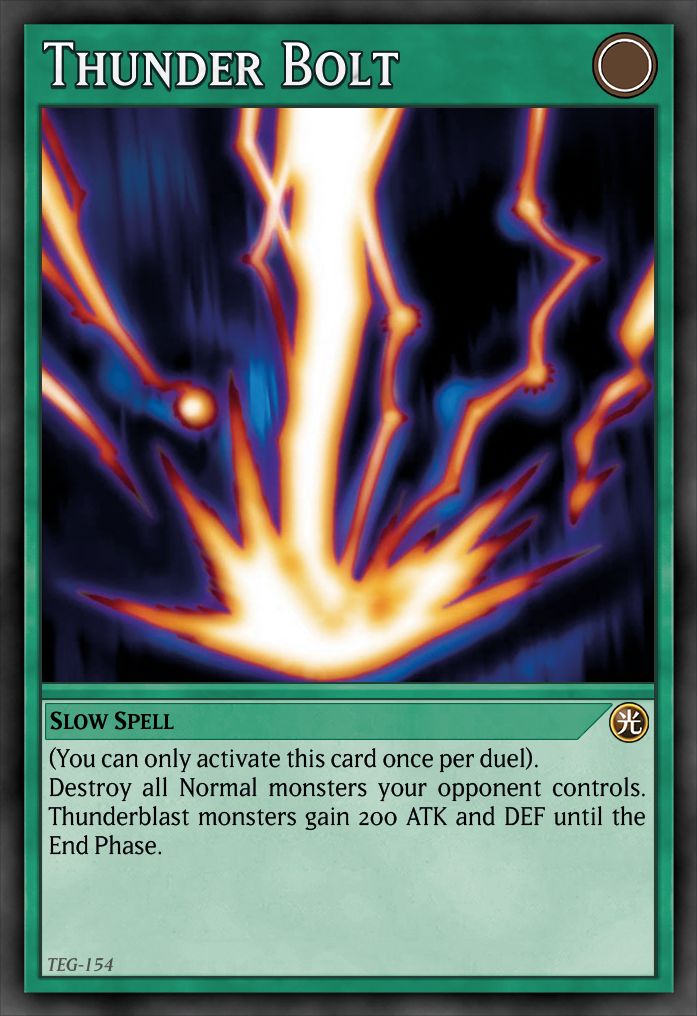 Thunder Bolt
Slow Spell
光
(You can only activate this card once per duel).
Destroy all Normal monsters your opponent controls.
Thunderblast monsters gain 200 ATK and DEF until the
End Phase.
TEG-154